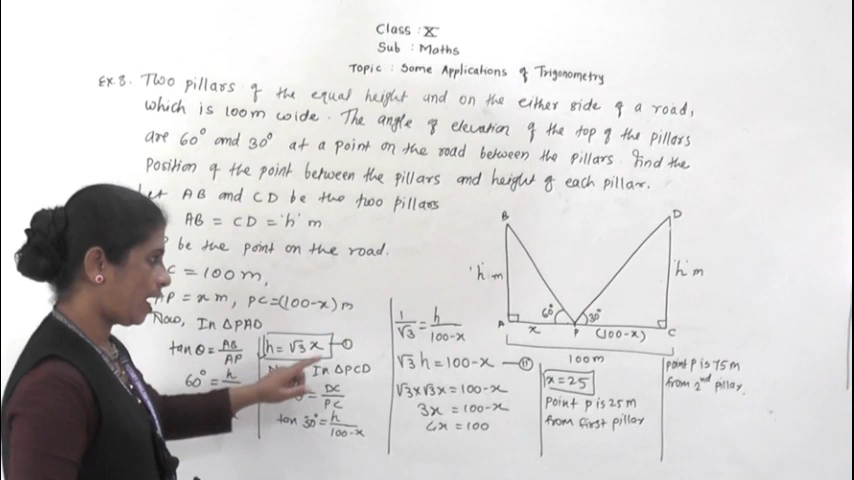 Class : X
Sub : Maths
Topic : Some Applications of Trigonometry
Ex 8. Two pillars of the equal height and on the either side of a road,
which is 100m wide. The angle of elevation of the top of the pillars
are 60° and 30° at a point on the road between the pillars. Find the
Position of the point between the pillars and height of each pillar.
AB and CD be the two pillars
AB = CD = 'h' m
be the point on the road.
C = 100m,
AP = x m, PC = (100-x) m
Now, In ΔPAB
tan θ = AB/AP
60° = h/
h = √3 x — I
In ΔPCD
= DC/PC
tan 30° = h/100-x
1/√3 = h/100-x
√3 h = 100-x — II
√3 x √3 x = 100-x
3x = 100-x
4x = 100
x = 25
point p is 25 m
from first pillar
point p is 75m
from 2nd pillar.
B
D
'h' m
'h' m
60°
30°
A
x
P
(100-x)
C
100m